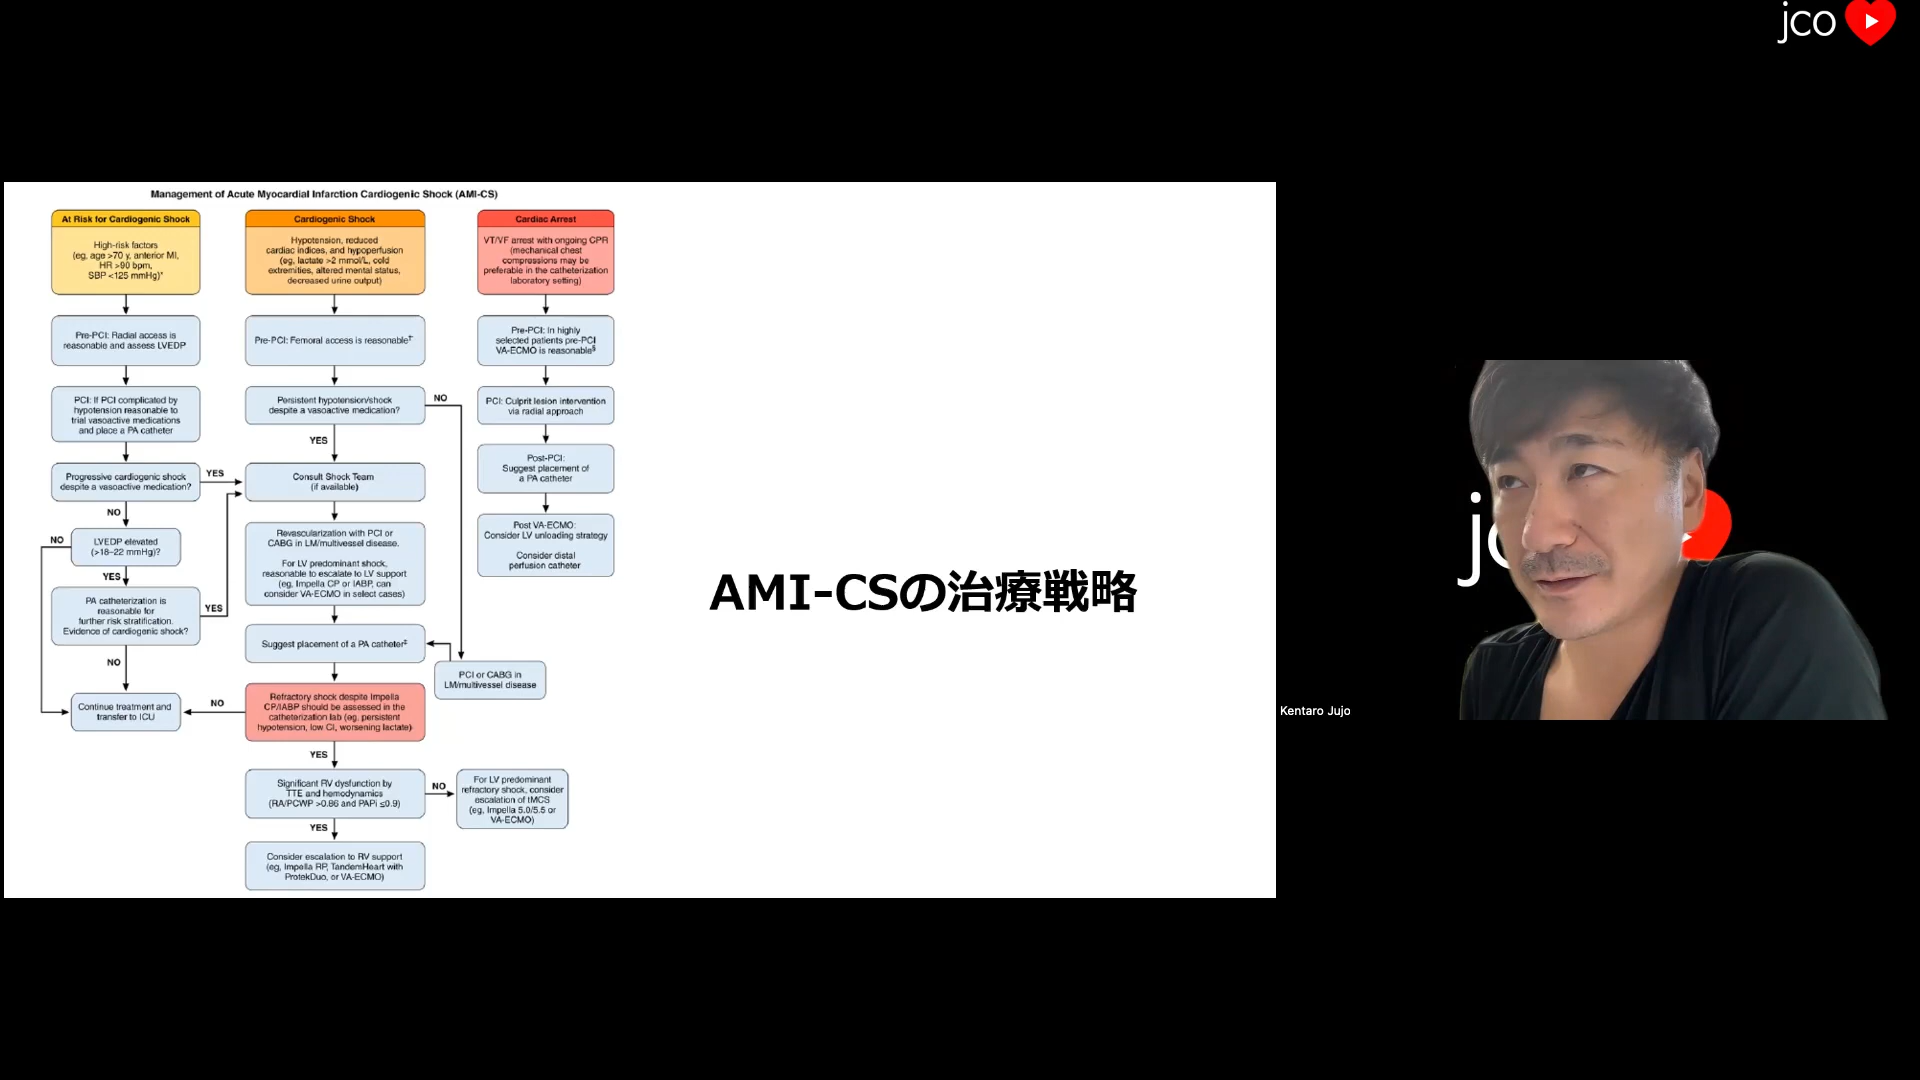 jco
Management of Acute Myocardial Infarction Cardiogenic Shock (AMI-CS)
At Risk for Cardiogenic Shock
High-risk factors
(eg, age >70 y, anterior MI,
HR >90 bpm,
SBP <125 mmHg)*
Pre-PCI: Radial access is
reasonable and assess LVEDP
PCI: If PCI complicated by
hypotension reasonable to
trial vasoactive medications
and place a PA catheter
Progressive cardiogenic shock
despite a vasoactive medication?
YES
NO
LVEDP elevated
(>18–22 mmHg)?
NO
YES
PA catheterization is
reasonable for
further risk stratification.
Evidence of cardiogenic shock?
YES
NO
Continue treatment and
transfer to ICU
Cardiogenic Shock
Hypotension, reduced
cardiac indices, and hypoperfusion
(eg, lactate >2 mmol/L, cold
extremities, altered mental status,
decreased urine output)
Pre-PCI: Femoral access is reasonable†
Persistent hypotension/shock
despite a vasoactive medication?
NO
YES
Consult Shock Team
(if available)
Revascularization with PCI or
CABG in LM/multivessel disease.
For LV predominant shock,
reasonable to escalate to LV support
(eg, Impella CP or IABP, can
consider VA-ECMO in select cases)
Suggest placement of a PA catheter‡
PCI or CABG in
LM/multivessel disease
Refractory shock despite Impella
CP/IABP should be assessed in the
catheterization lab (eg, persistent
hypotension, low CI, worsening lactate)
NO
YES
Significant RV dysfunction by
TTE and hemodynamics
(RA/PCWP >0.86 and PAPi ≤0.9)
NO
For LV predominant
refractory shock, consider
escalation of tMCS
(eg, Impella 5.0/5.5 or
VA-ECMO)
YES
Consider escalation to RV support
(eg, Impella RP, TandemHeart with
ProtekDuo, or VA-ECMO)
Cardiac Arrest
VT/VF arrest with ongoing CPR
(mechanical chest
compressions may be
preferable in the catheterization
laboratory setting)
Pre-PCI: In highly
selected patients pre-PCI
VA-ECMO is reasonable§
PCI: Culprit lesion intervention
via radial approach
Post-PCI:
Suggest placement of
a PA catheter
Post VA-ECMO:
Consider LV unloading strategy
Consider distal
perfusion catheter
AMI-CSの治療戦略
Kentaro Jujo